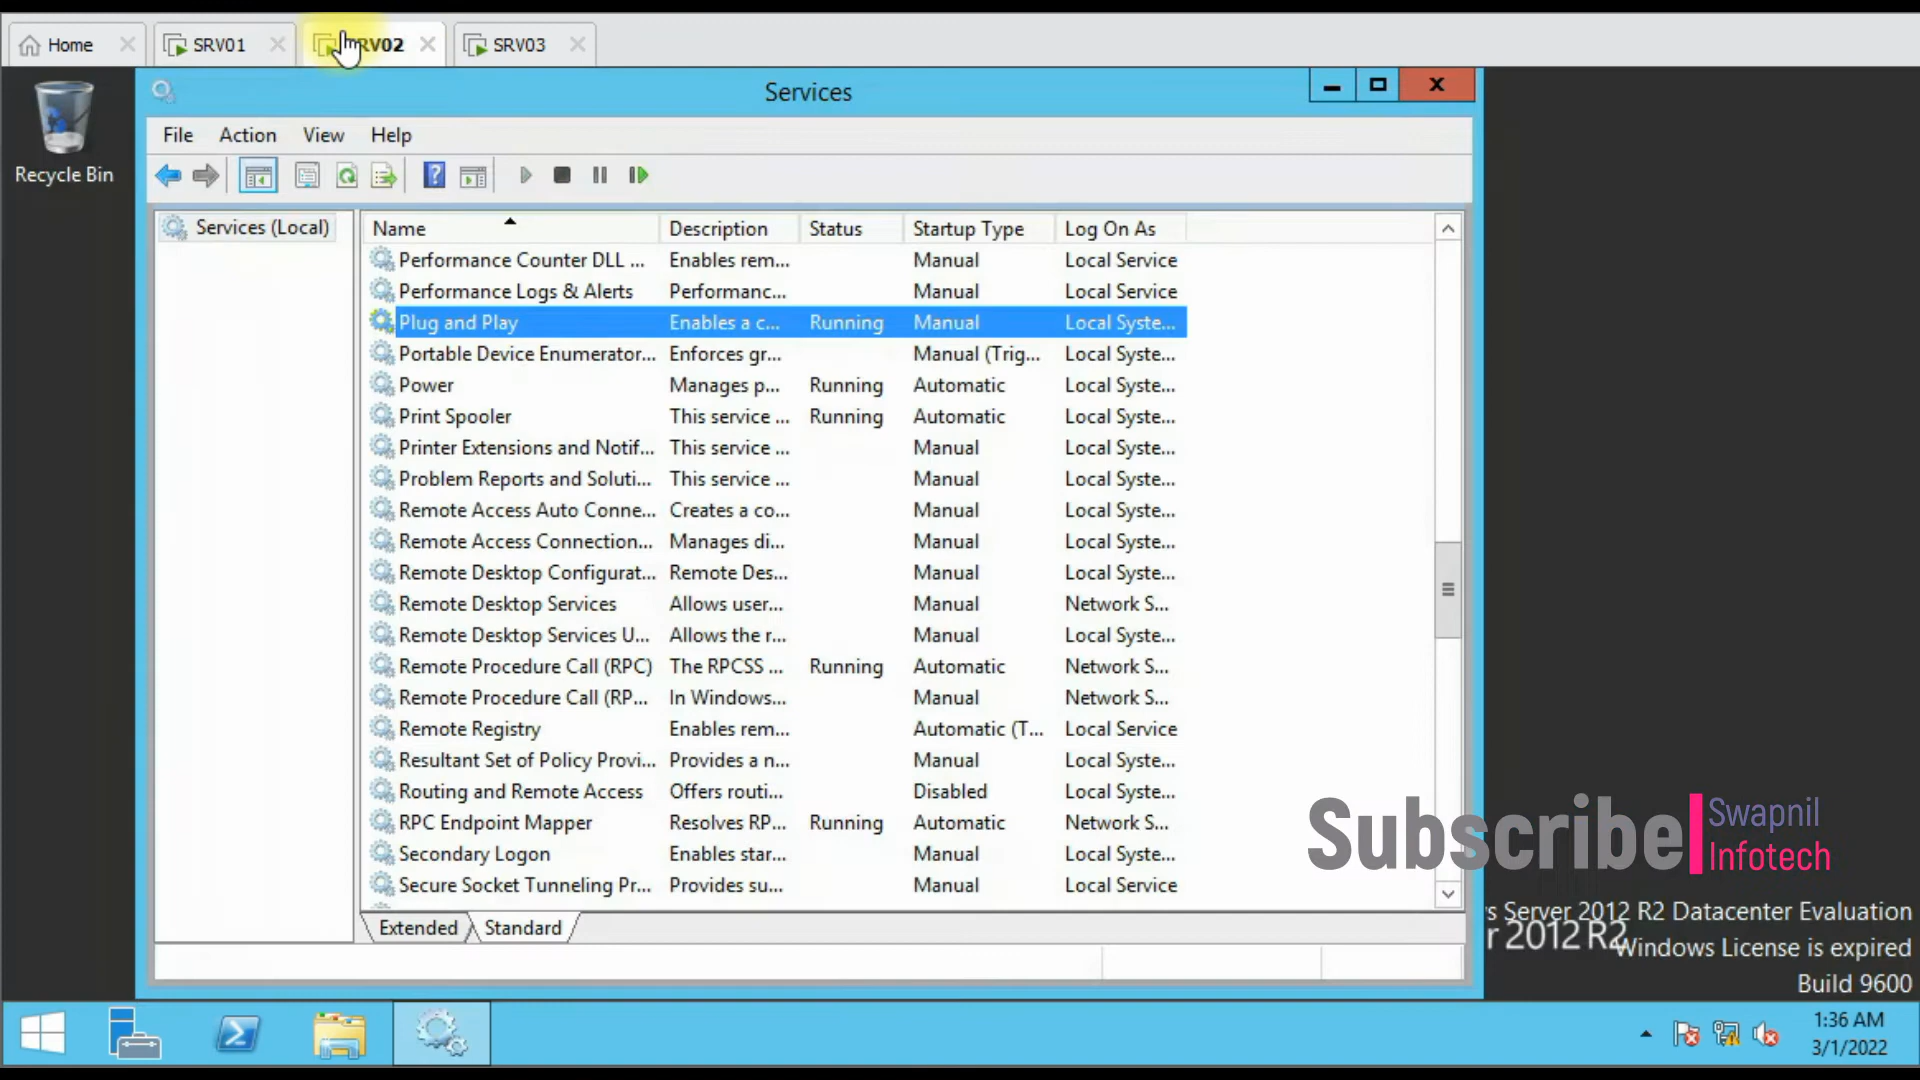 Home
SRV01
RV02
SRV03
Recycle Bin
Services
File Action View Help
Services (Local)
Name Description Status Startup Type Log On As
Performance Counter DLL ... Enables rem... Manual Local Service
Performance Logs & Alerts Performanc... Manual Local Service
Plug and Play Enables a c... Running Manual Local Syste...
Portable Device Enumerator... Enforces gr... Manual (Trig... Local Syste...
Power Manages p... Running Automatic Local Syste...
Print Spooler This service ... Running Automatic Local Syste...
Printer Extensions and Notif... This service ... Manual Local Syste...
Problem Reports and Soluti... This service ... Manual Local Syste...
Remote Access Auto Conne... Creates a co... Manual Local Syste...
Remote Access Connection... Manages di... Manual Local Syste...
Remote Desktop Configurat... Remote Des... Manual Local Syste...
Remote Desktop Services Allows user... Manual Network S...
Remote Desktop Services U... Allows the r... Manual Local Syste...
Remote Procedure Call (RPC) The RPCSS ... Running Automatic Network S...
Remote Procedure Call (RP... In Windows... Manual Network S...
Remote Registry Enables rem... Automatic (T... Local Service
Resultant Set of Policy Provi... Provides a n... Manual Local Syste...
Routing and Remote Access Offers routi... Disabled Local Syste...
RPC Endpoint Mapper Resolves RP... Running Automatic Network S...
Secondary Logon Enables star... Manual Local Syste...
Secure Socket Tunneling Pr... Provides su... Manual Local Service
Extended Standard
Subscribe
Swapnil
Infotech
s Server 2012 R2 Datacenter Evaluation
r 2012 R2
Windows License is expired
Build 9600
1:36 AM
3/1/2022